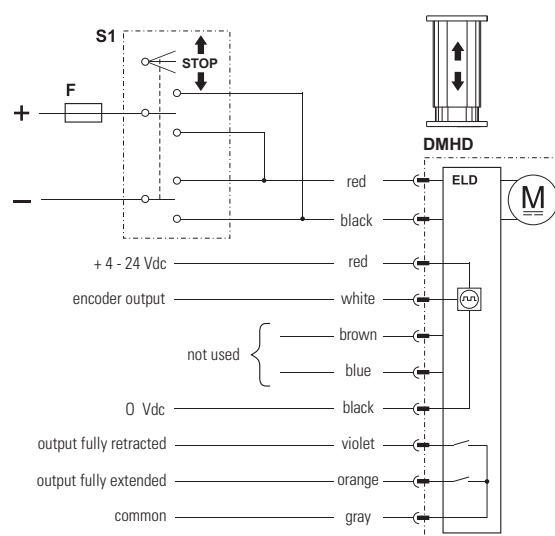 S1
STOP
F
+
−
DMHD
ELD
M
red
black
+ 4 - 24 Vdc red
encoder output white
not used
brown
blue
0 Vdc black
output fully retracted violet
output fully extended orange
common gray